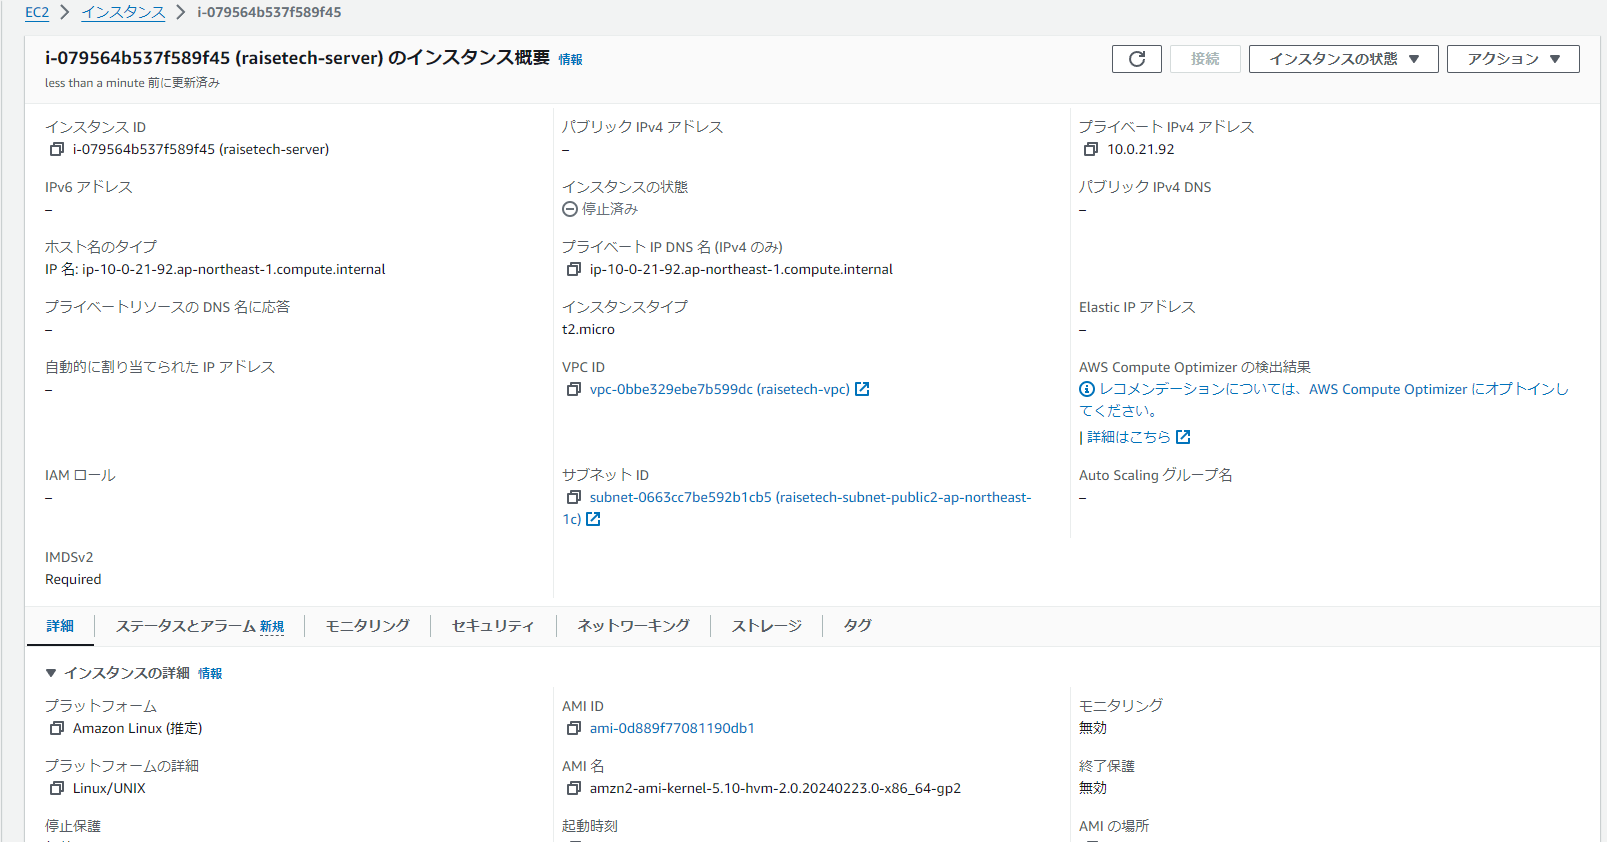 EC2 > インスタンス > i-079564b537f589f45
i-079564b537f589f45 (raisetech-server) のインスタンス概要 情報
less than a minute 前に更新済み
接続
インスタンスの状態 ▼
アクション ▼
インスタンス ID
i-079564b537f589f45 (raisetech-server)
パブリック IPv4 アドレス
–
プライベート IPv4 アドレス
10.0.21.92
IPv6 アドレス
–
インスタンスの状態
停止済み
パブリック IPv4 DNS
–
ホスト名のタイプ
IP 名: ip-10-0-21-92.ap-northeast-1.compute.internal
プライベート IP DNS 名 (IPv4 のみ)
ip-10-0-21-92.ap-northeast-1.compute.internal
プライベートリソースの DNS 名に応答
–
インスタンスタイプ
t2.micro
Elastic IP アドレス
–
自動的に割り当てられた IP アドレス
–
VPC ID
vpc-0bbe329ebe7b599dc (raisetech-vpc)
AWS Compute Optimizer の検出結果
レコメンデーションについては、AWS Compute Optimizer にオプトインし
てください。
| 詳細はこちら
IAM ロール
–
サブネット ID
subnet-0663cc7be592b1cb5 (raisetech-subnet-public2-ap-northeast-
1c)
Auto Scaling グループ名
–
IMDSv2
Required
詳細
ステータスとアラーム 新規
モニタリング
セキュリティ
ネットワーキング
ストレージ
タグ
▼ インスタンスの詳細 情報
プラットフォーム
Amazon Linux (推定)
AMI ID
ami-0d889f77081190db1
モニタリング
無効
プラットフォームの詳細
Linux/UNIX
AMI 名
amzn2-ami-kernel-5.10-hvm-2.0.20240223.0-x86_64-gp2
終了保護
無効
停止保護
起動時刻
AMI の場所